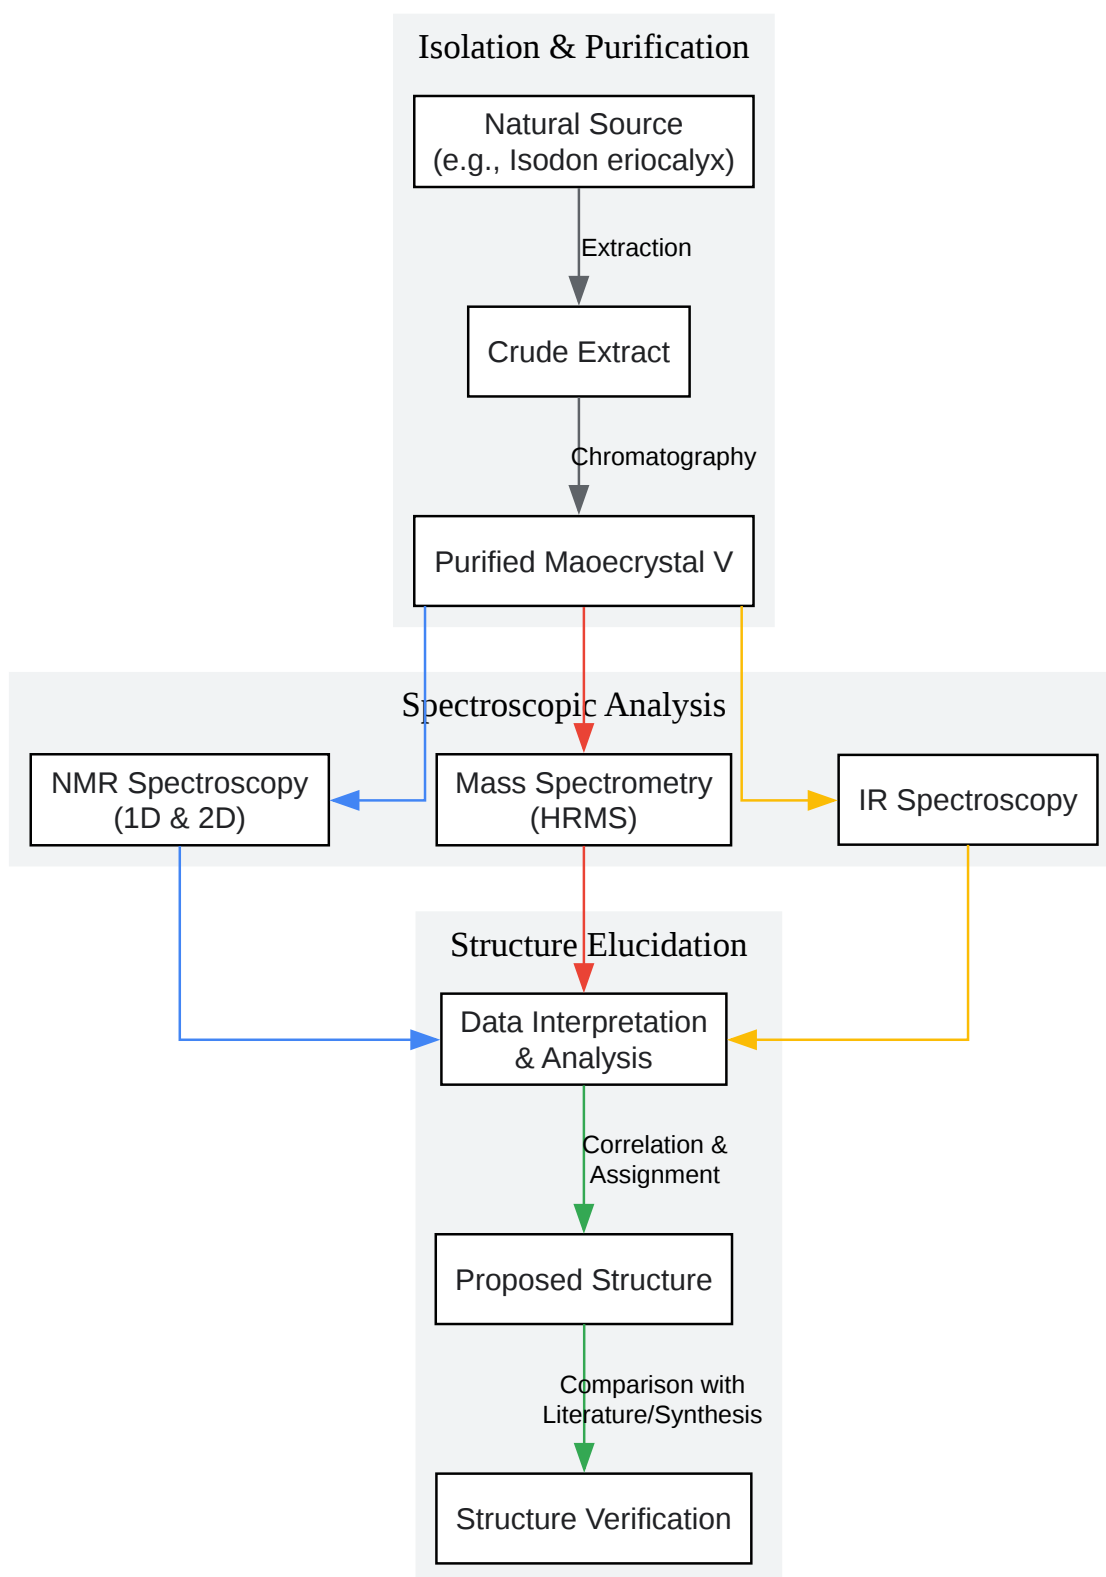 Isolation & Purification
Natural Source
(e.g., Isodon eriocalyx)
Extraction
Crude Extract
Chromatography
Purified Maoecrystal V
Spectroscopic Analysis
NMR Spectroscopy
(1D & 2D)
Mass Spectrometry
(HRMS)
IR Spectroscopy
Structure Elucidation
Data Interpretation
& Analysis
Correlation &
Assignment
Proposed Structure
Comparison with
Literature/Synthesis
Structure Verification